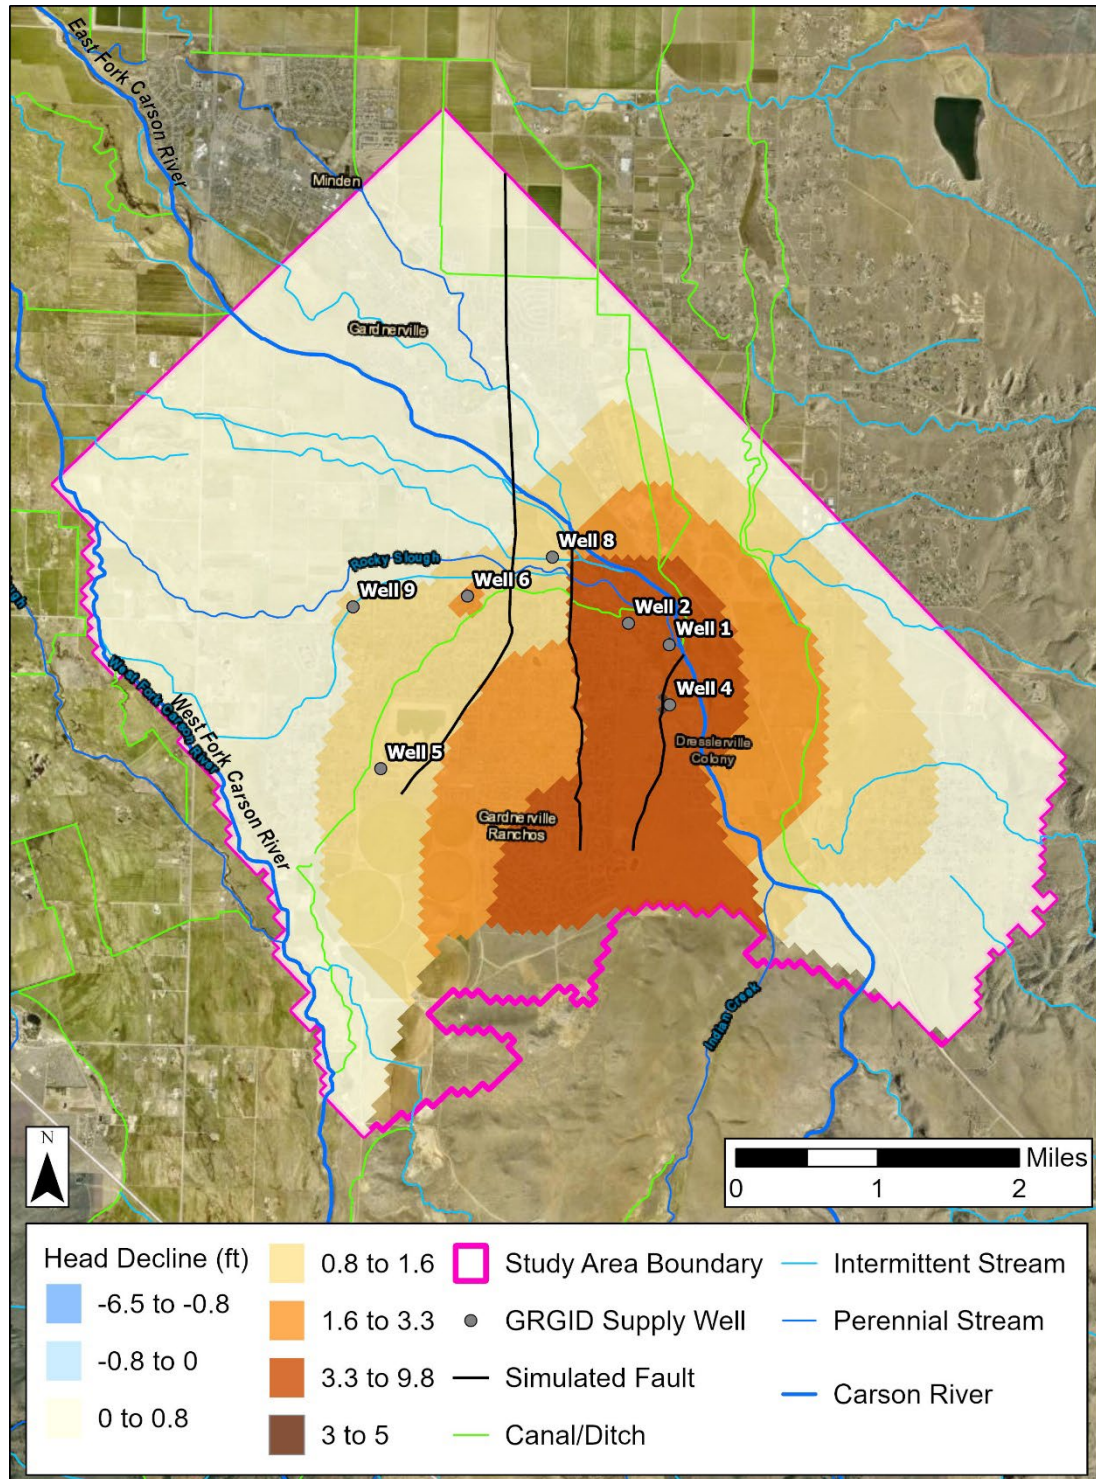 East Fork Carson River
Minden
Gardnerville
Rocky Slough
Well 8
Well 6
Well 9
Well 2
Well 1
Well 4
West Fork Carson River
West Fork Carson River
Well 5
Dresslerville
Colony
Gardnerville
Ranchos
Indian Creek
ugh
N
Miles
0 1 2
Head Decline (ft)
-6.5 to -0.8
-0.8 to 0
0 to 0.8
0.8 to 1.6
1.6 to 3.3
3.3 to 9.8
3 to 5
Study Area Boundary
GRGID Supply Well
Simulated Fault
Canal/Ditch
Intermittent Stream
Perennial Stream
Carson River